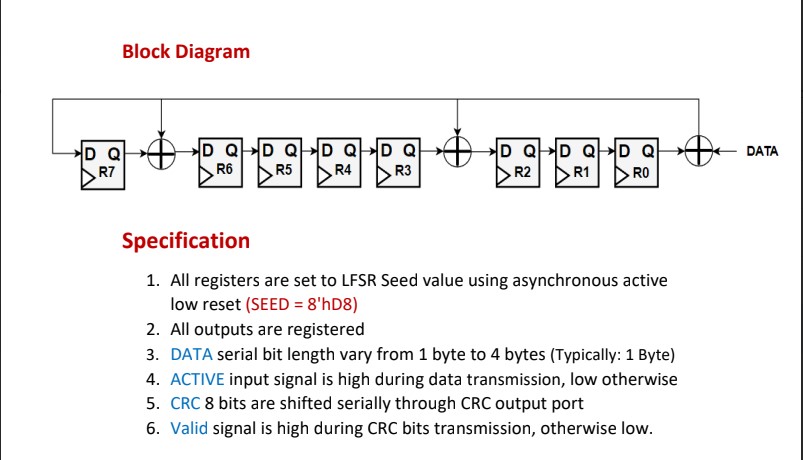 Block Diagram
D Q
R7
D Q
R6
D Q
R5
D Q
R4
D Q
R3
D Q
R2
D Q
R1
D Q
R0
DATA
Specification
1. All registers are set to LFSR Seed value using asynchronous active
low reset (SEED = 8'hD8)
2. All outputs are registered
3. DATA serial bit length vary from 1 byte to 4 bytes (Typically: 1 Byte)
4. ACTIVE input signal is high during data transmission, low otherwise
5. CRC 8 bits are shifted serially through CRC output port
6. Valid signal is high during CRC bits transmission, otherwise low.